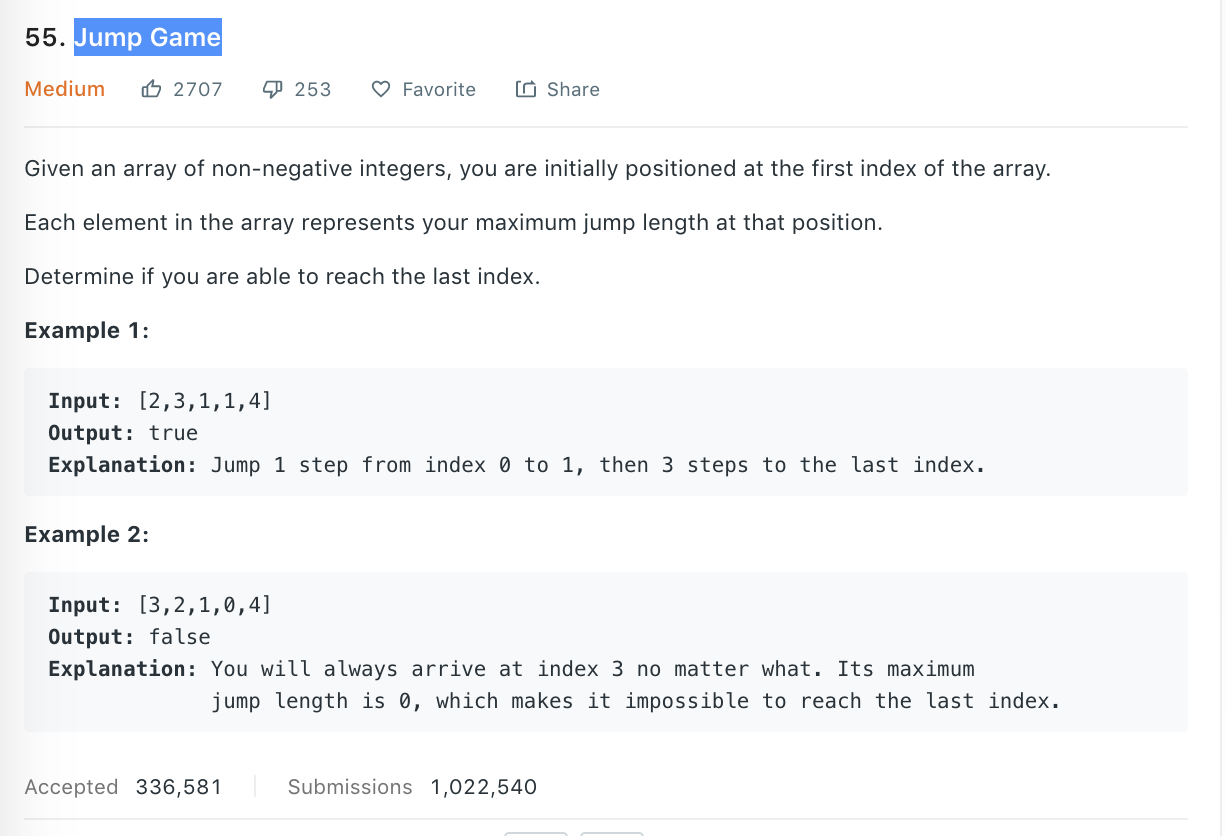 55. Jump Game
Medium 2707 253 Favorite Share
Given an array of non-negative integers, you are initially positioned at the first index of the array.
Each element in the array represents your maximum jump length at that position.
Determine if you are able to reach the last index.
Example 1:
Input: [2,3,1,1,4]
Output: true
Explanation: Jump 1 step from index 0 to 1, then 3 steps to the last index.
Example 2:
Input: [3,2,1,0,4]
Output: false
Explanation: You will always arrive at index 3 no matter what. Its maximum
jump length is 0, which makes it impossible to reach the last index.
Accepted 336,581 Submissions 1,022,540